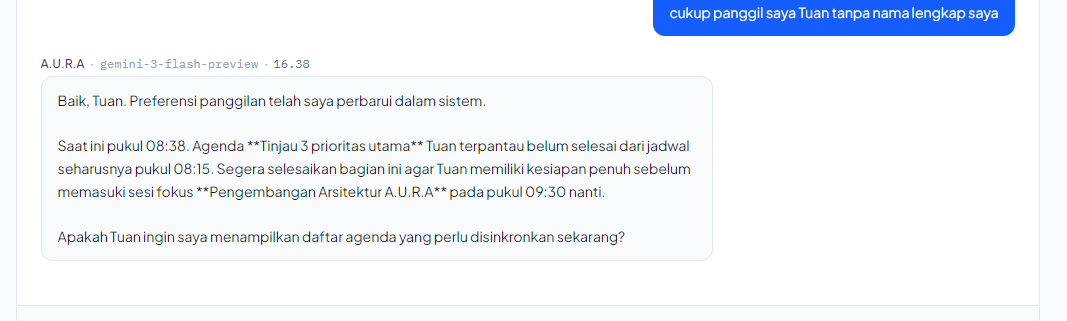 cukup panggil saya Tuan tanpa nama lengkap saya
A.U.R.A · gemini-3-flash-preview · 16.38
Baik, Tuan. Preferensi panggilan telah saya perbarui dalam sistem.
Saat ini pukul 08:38. Agenda **Tinjau 3 prioritas utama** Tuan terpantau belum selesai dari jadwal
seharusnya pukul 08:15. Segera selesaikan bagian ini agar Tuan memiliki kesiapan penuh sebelum
memasuki sesi fokus **Pengembangan Arsitektur A.U.R.A** pada pukul 09:30 nanti.
Apakah Tuan ingin saya menampilkan daftar agenda yang perlu disinkronkan sekarang?